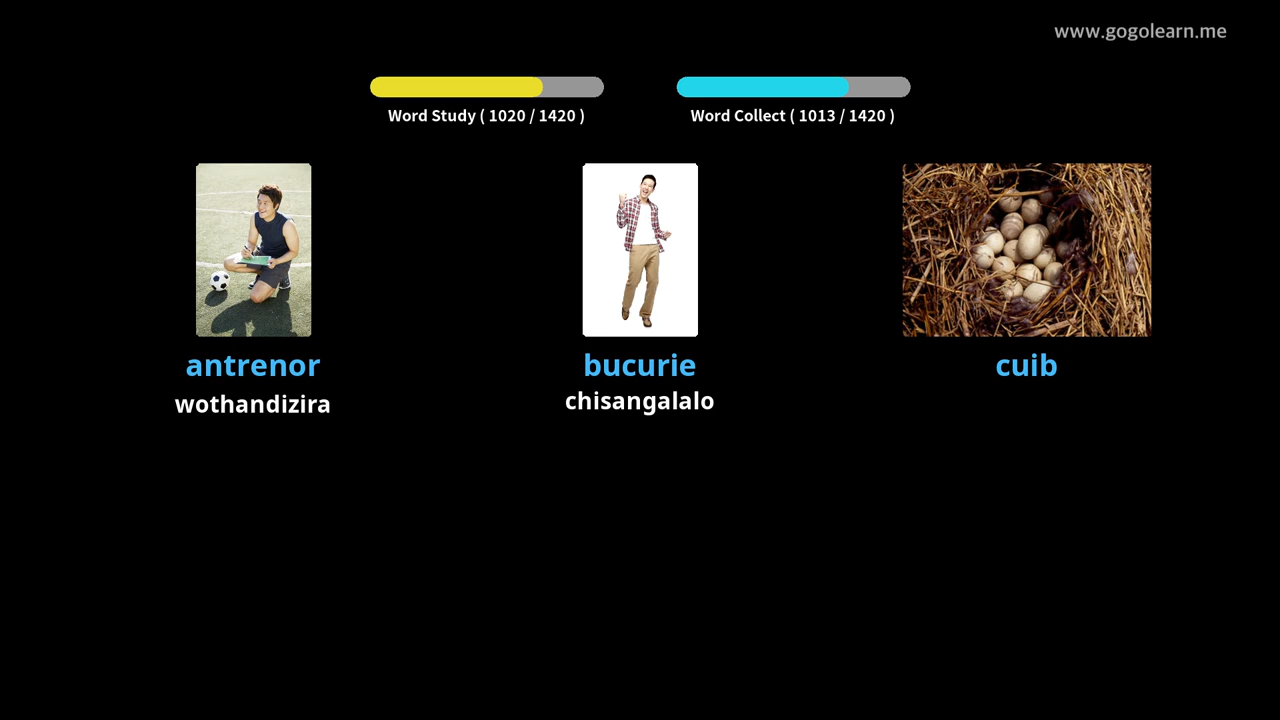 www.gogolearn.me
Word Study ( 1020 / 1420 )
Word Collect ( 1013 / 1420 )
antrenor
wothandizira
bucurie
chisangalalo
cuib